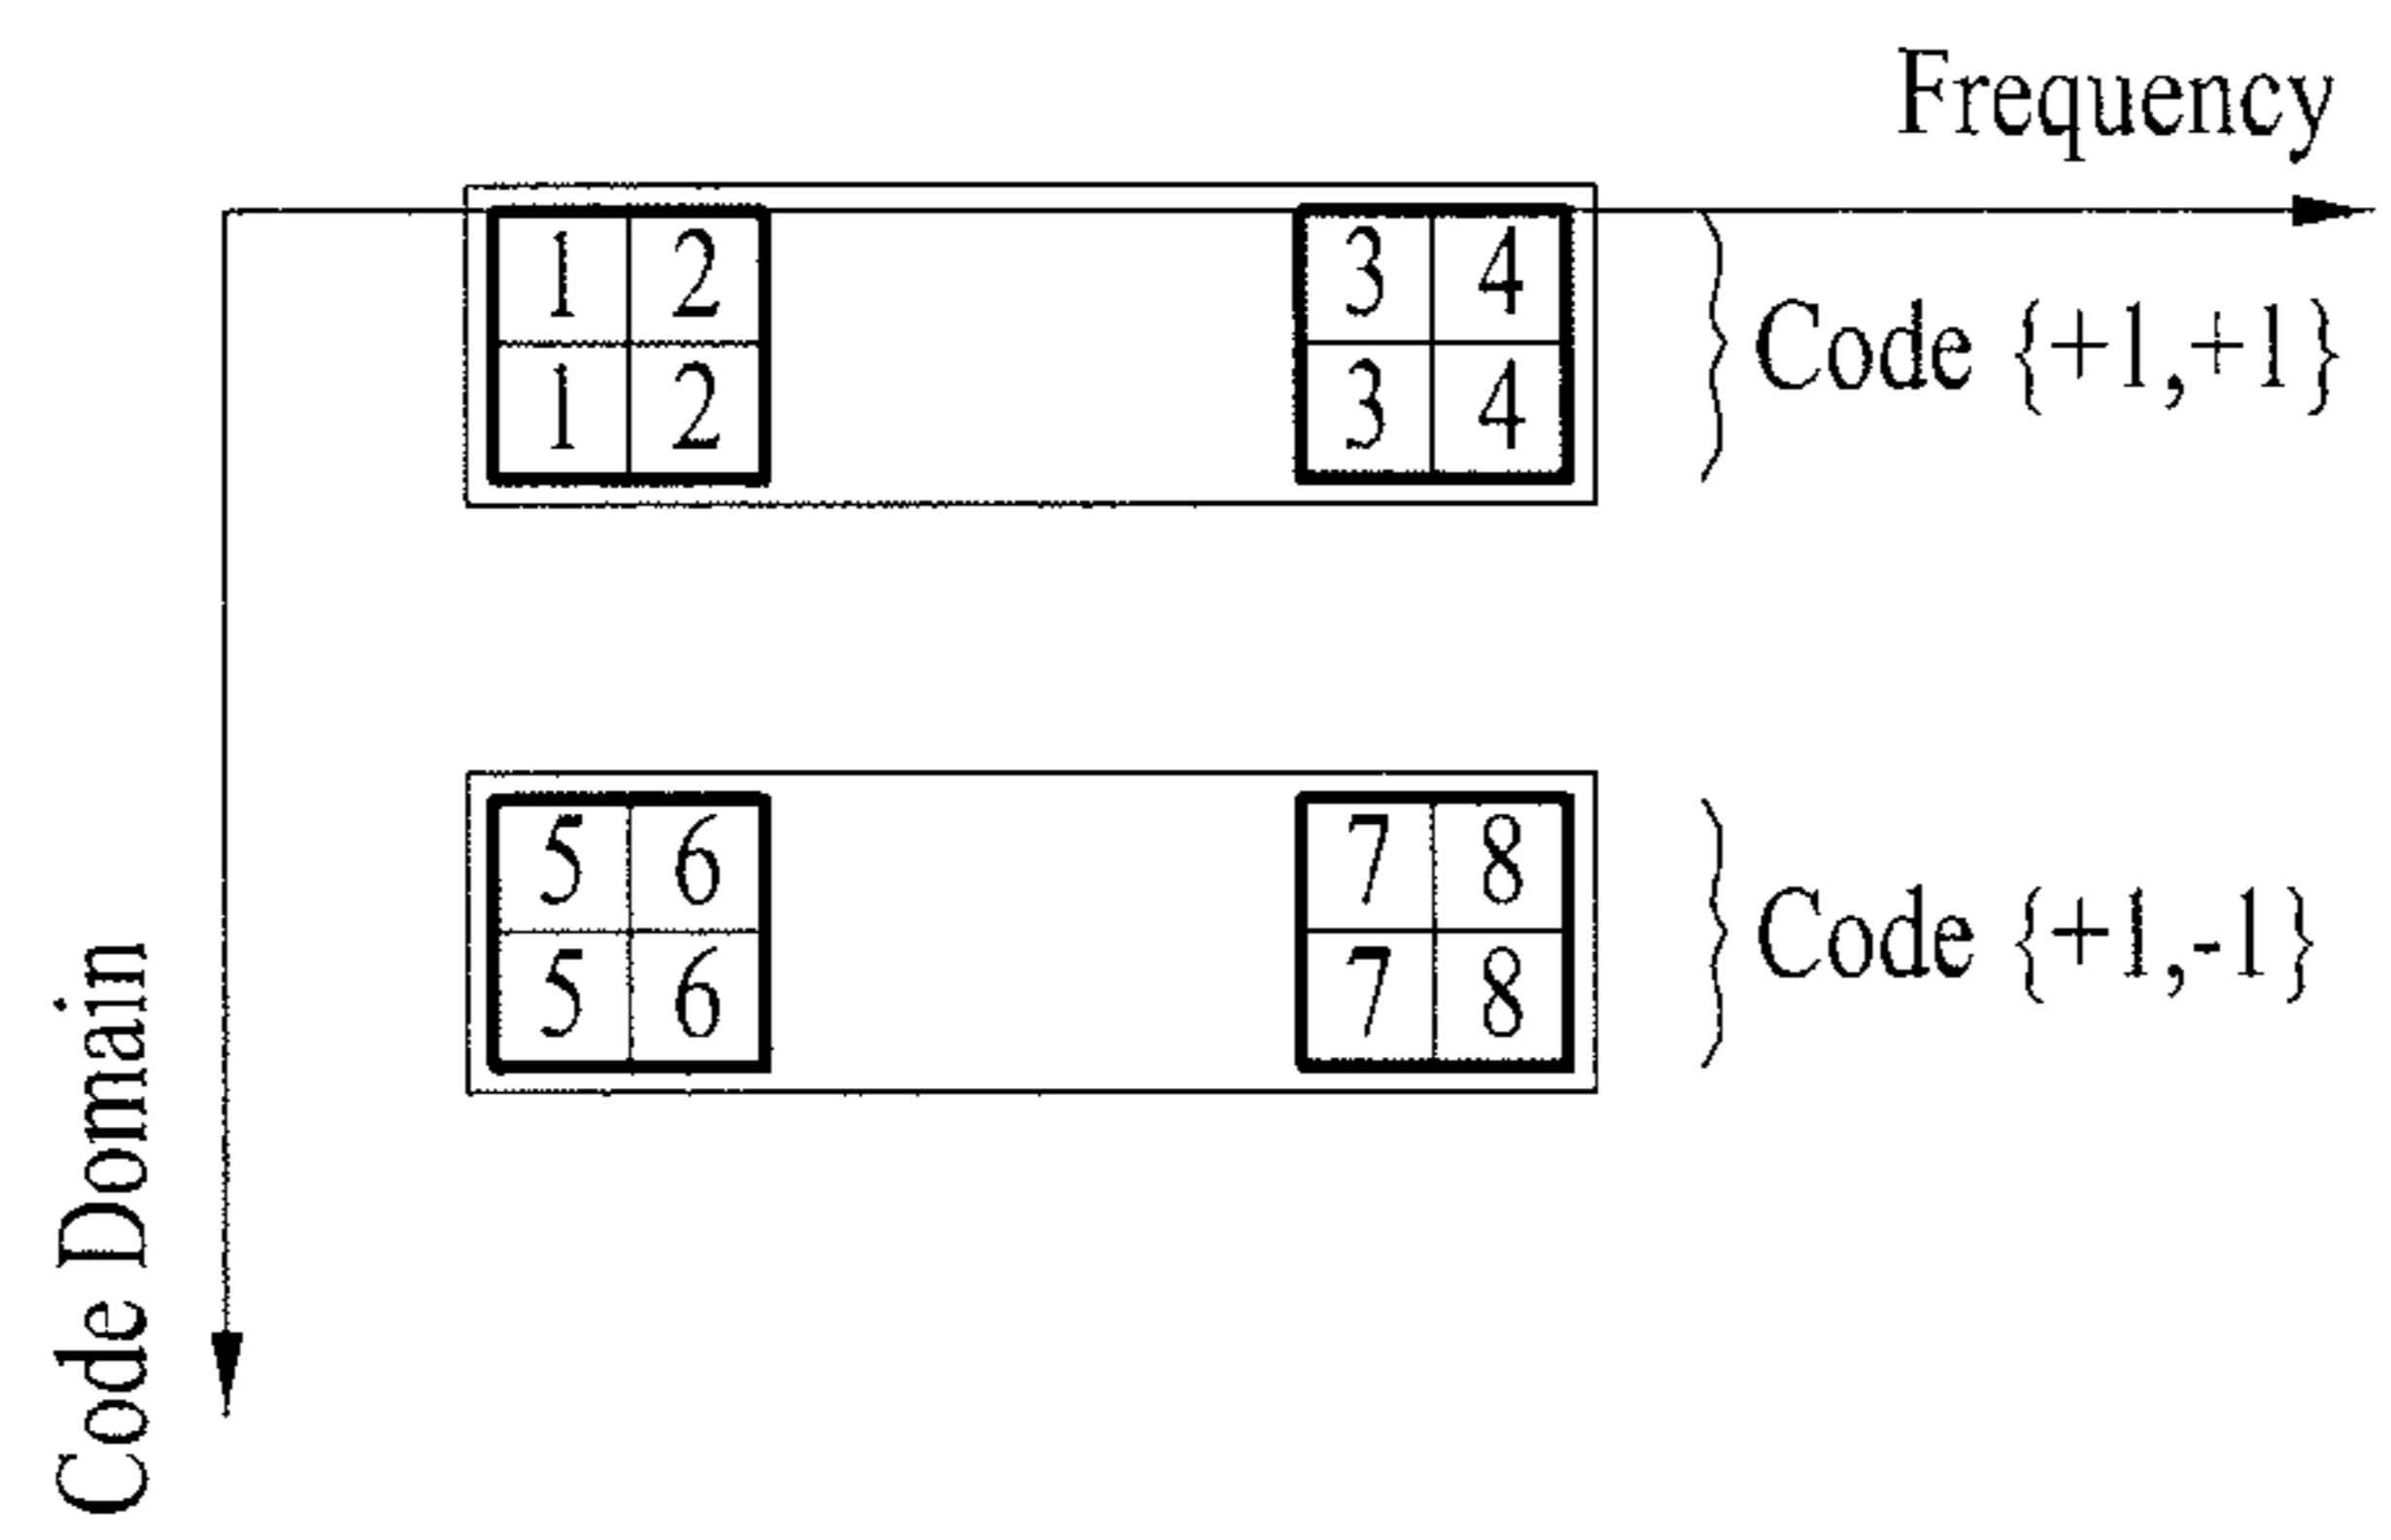 Frequency
1 2 3 4
Code {+1,+1}
1 2 3 4
5 6 7 8
Code {+1,-1}
5 6 7 8
Code Domain